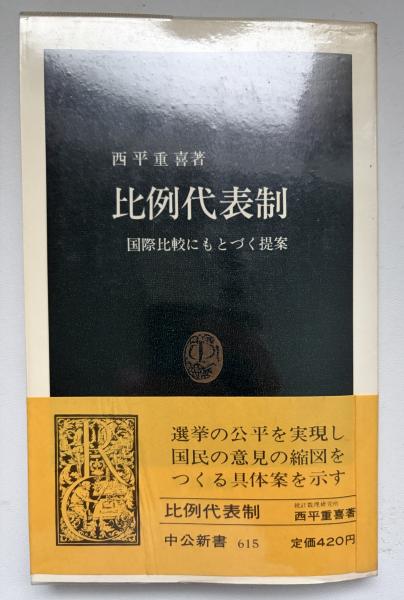 西平重喜著
比例代表制
国際比較にもとづく提案
選挙の公平を実現し
国民の意見の縮図を
つくる具体案を示す
比例代表制
統計数理研究所
西平重喜著
中公新書 615
定価420円